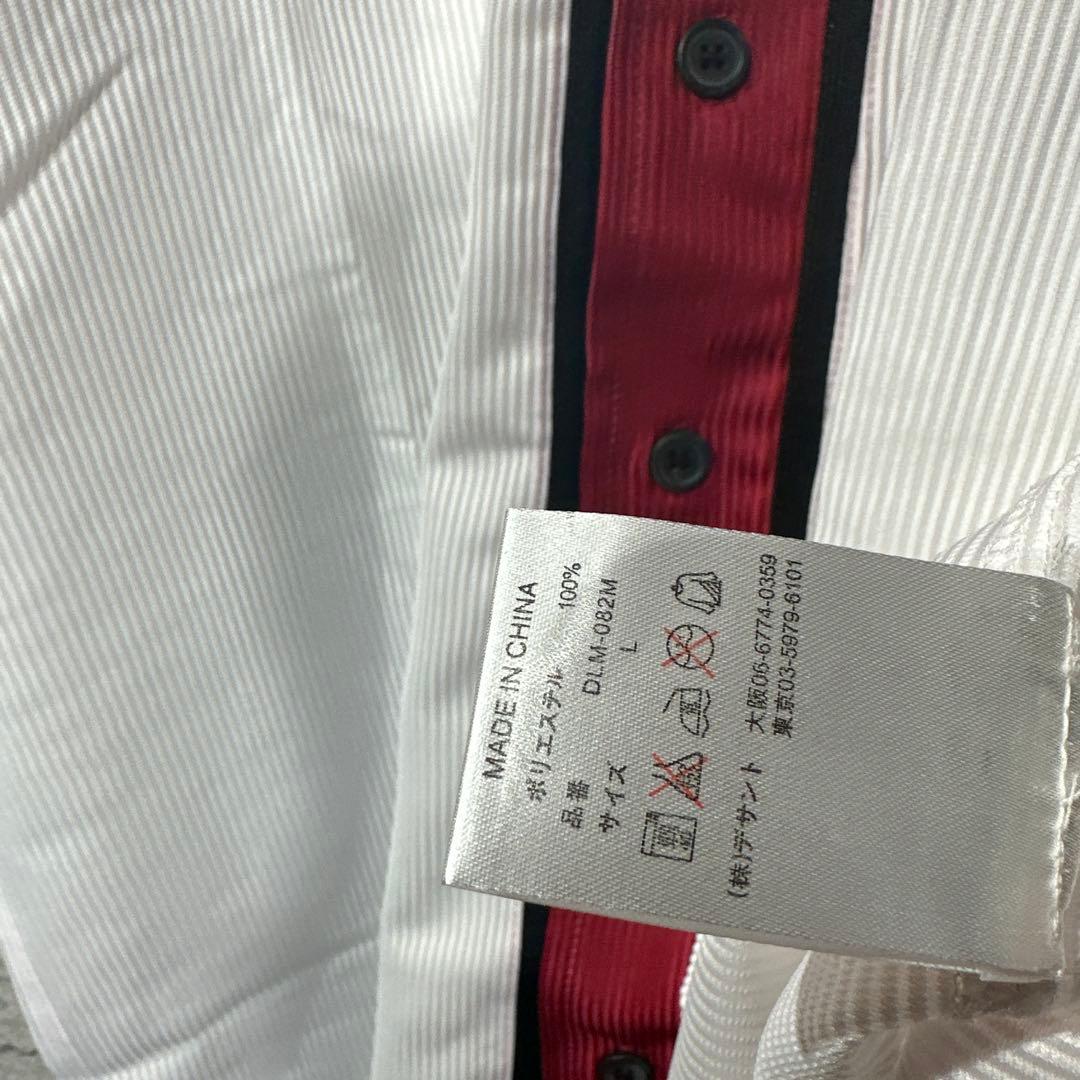 MADE IN CHINA
ポリエステル 100%
品番 DLM-082M
サイズ L
(株)デサント 大阪06-6774-0359
東京03-5979-6101